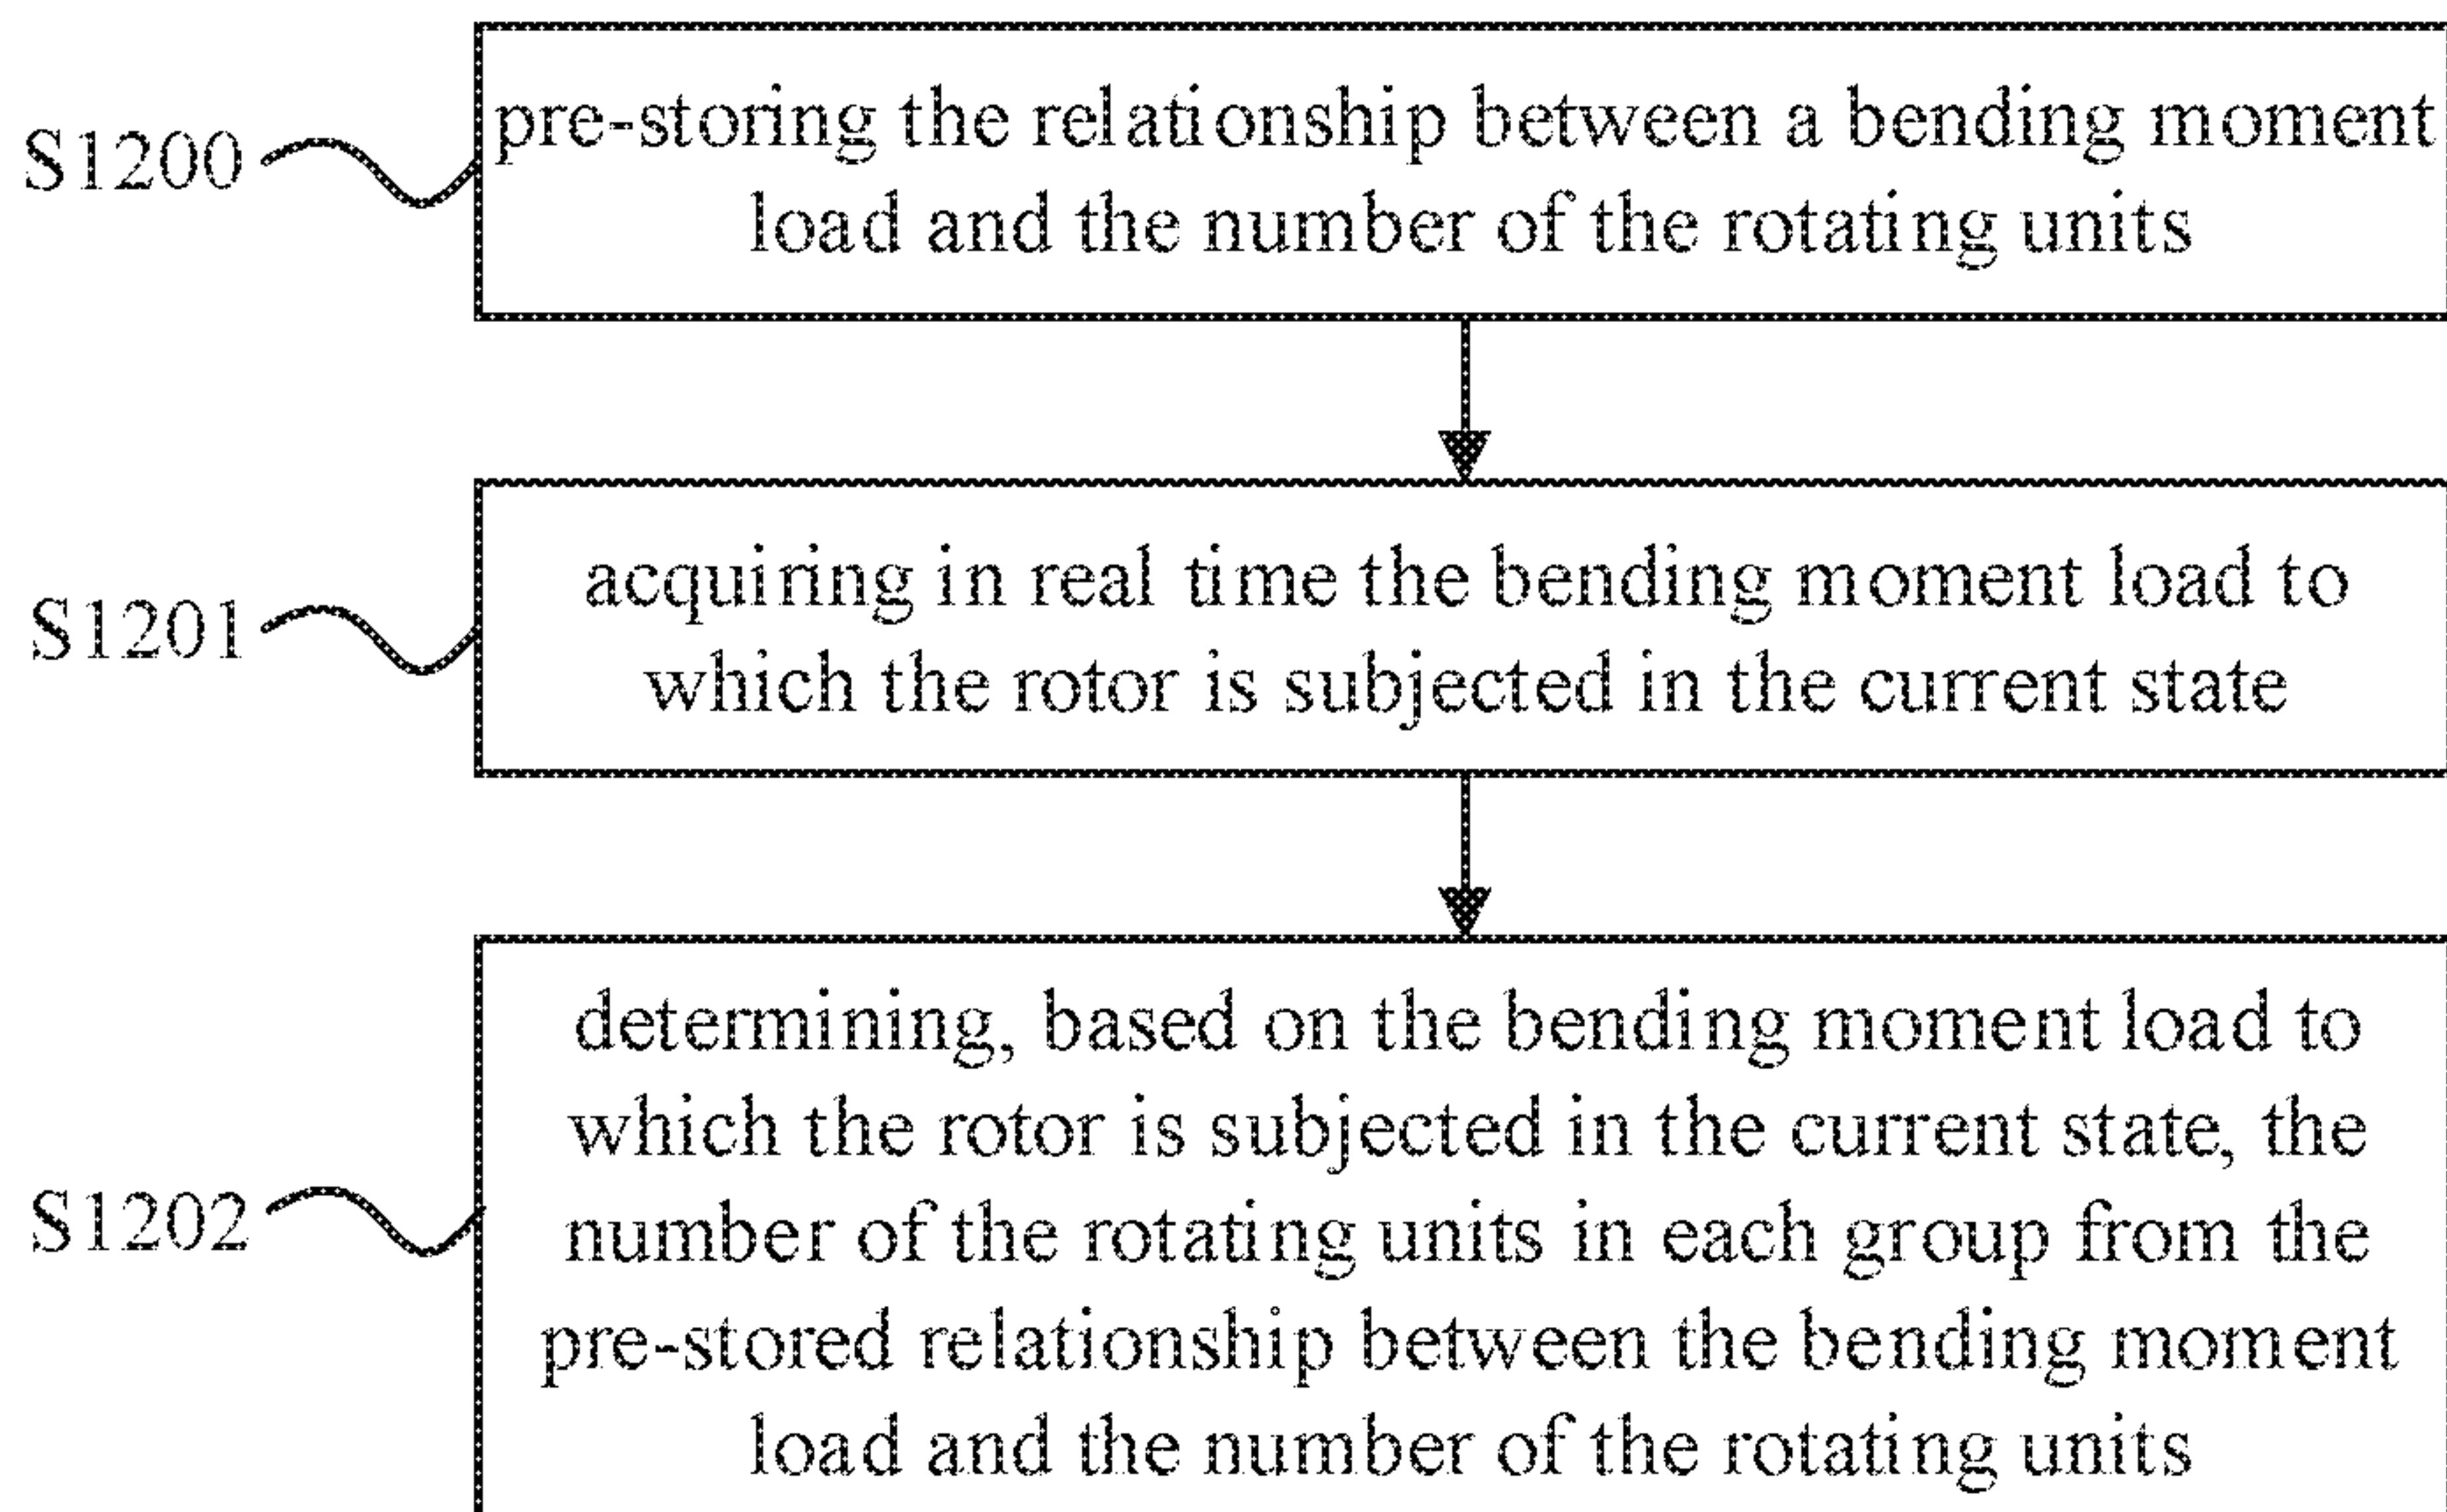 S1200
pre-storing the relationship between a bending moment
load and the number of the rotating units
S1201
acquiring in real time the bending moment load to
which the rotor is subjected in the current state
S1202
determining, based on the bending moment load to
which the rotor is subjected in the current state, the
number of the rotating units in each group from the
pre-stored relationship between the bending moment
load and the number of the rotating units